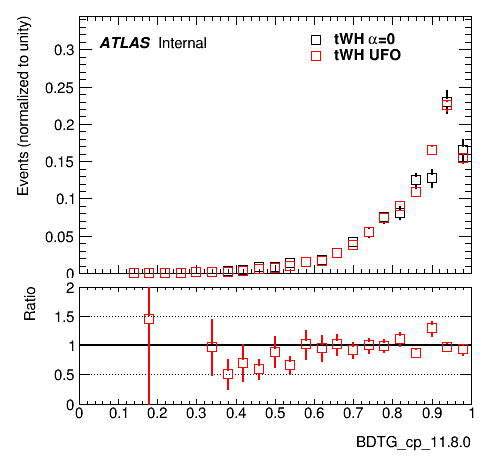 ATLAS Internal
tWH α=0
tWH UFO
Events (normalized to unity)
0.3
0.25
0.2
0.15
0.1
0.05
0
Ratio
2
1.5
1
0.5
0
0 0.1 0.2 0.3 0.4 0.5 0.6 0.7 0.8 0.9 1
BDTG_cp_11.8.0